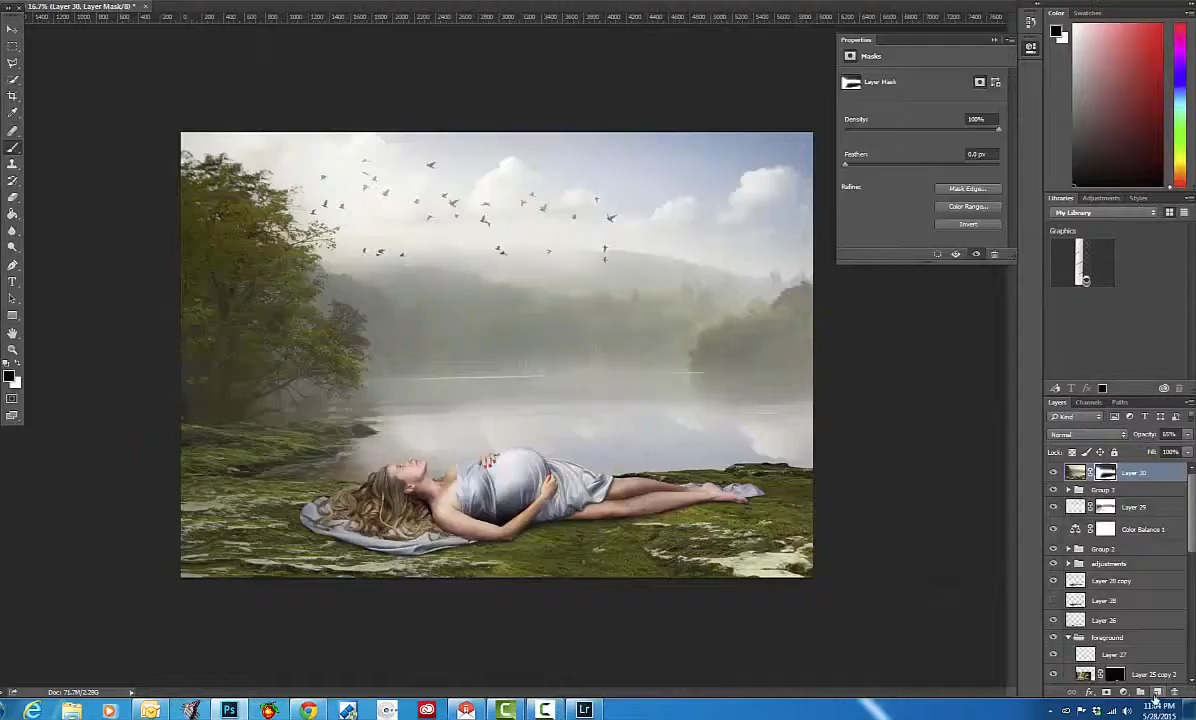 16.7% (Layer 30, Layer Mask/8) *
Properties
Masks
Layer Mask
Density: 100%
Feather: 0.0 px
Refine: Mask Edge...
Color Range...
Invert
Color Swatches
Libraries Adjustments Styles
My Library
Graphics
Layers Channels Paths
Kind
Normal Opacity: 65%
Lock: Fill: 100%
Layer 30
Group 3
Layer 29
Color Balance 1
Group 2
adjustments
Layer 28 copy
Layer 28
Layer 26
foreground
Layer 27
Layer 25 copy 2
Doc: 71.7M/2.28G
Ps
Lr
11:04 PM
5/28/2015